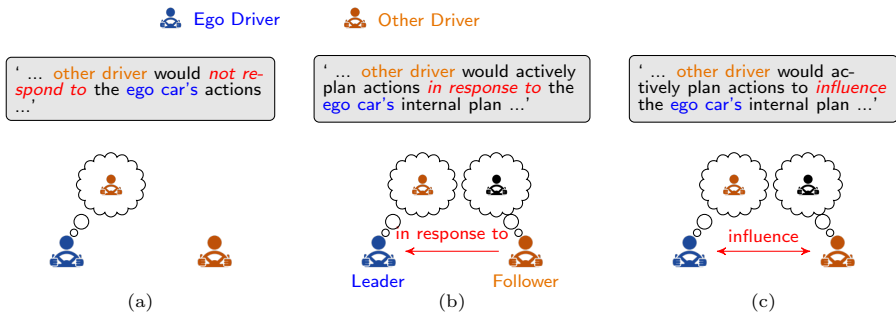 Ego Driver
Other Driver
‘ ... other driver would not re-
spond to the ego car’s actions
...’
‘ ... other driver would actively
plan actions in response to the
ego car’s internal plan ...’
‘ ... other driver would ac-
tively plan actions to influence
the ego car’s internal plan ...’
in response to
influence
Leader
Follower
(a)
(b)
(c)